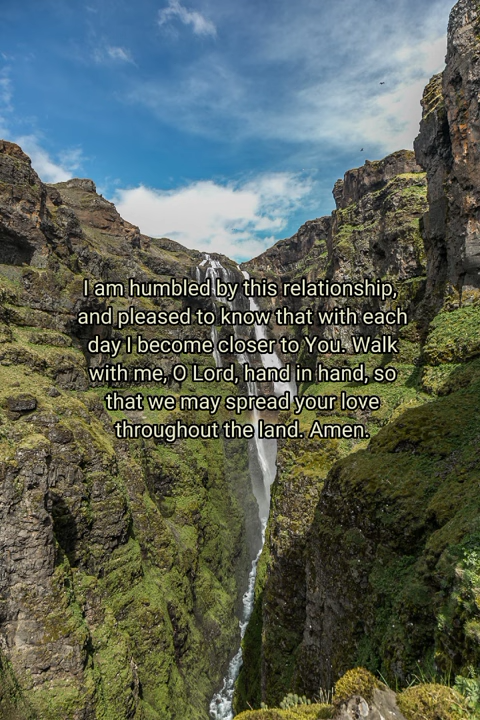 I am humbled by this relationship,
and pleased to know that with each
day I become closer to You. Walk
with me, O Lord, hand in hand, so
that we may spread your love
throughout the land. Amen.